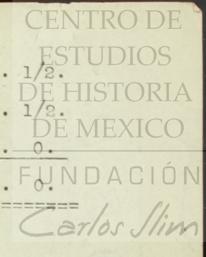 CENTRO DE
ESTUDIOS
. 1/2.
DE HISTORIA
. 1/2.
DE MEXICO
. 0.
FUNDACIÓN
. 0.
Carlos Slim